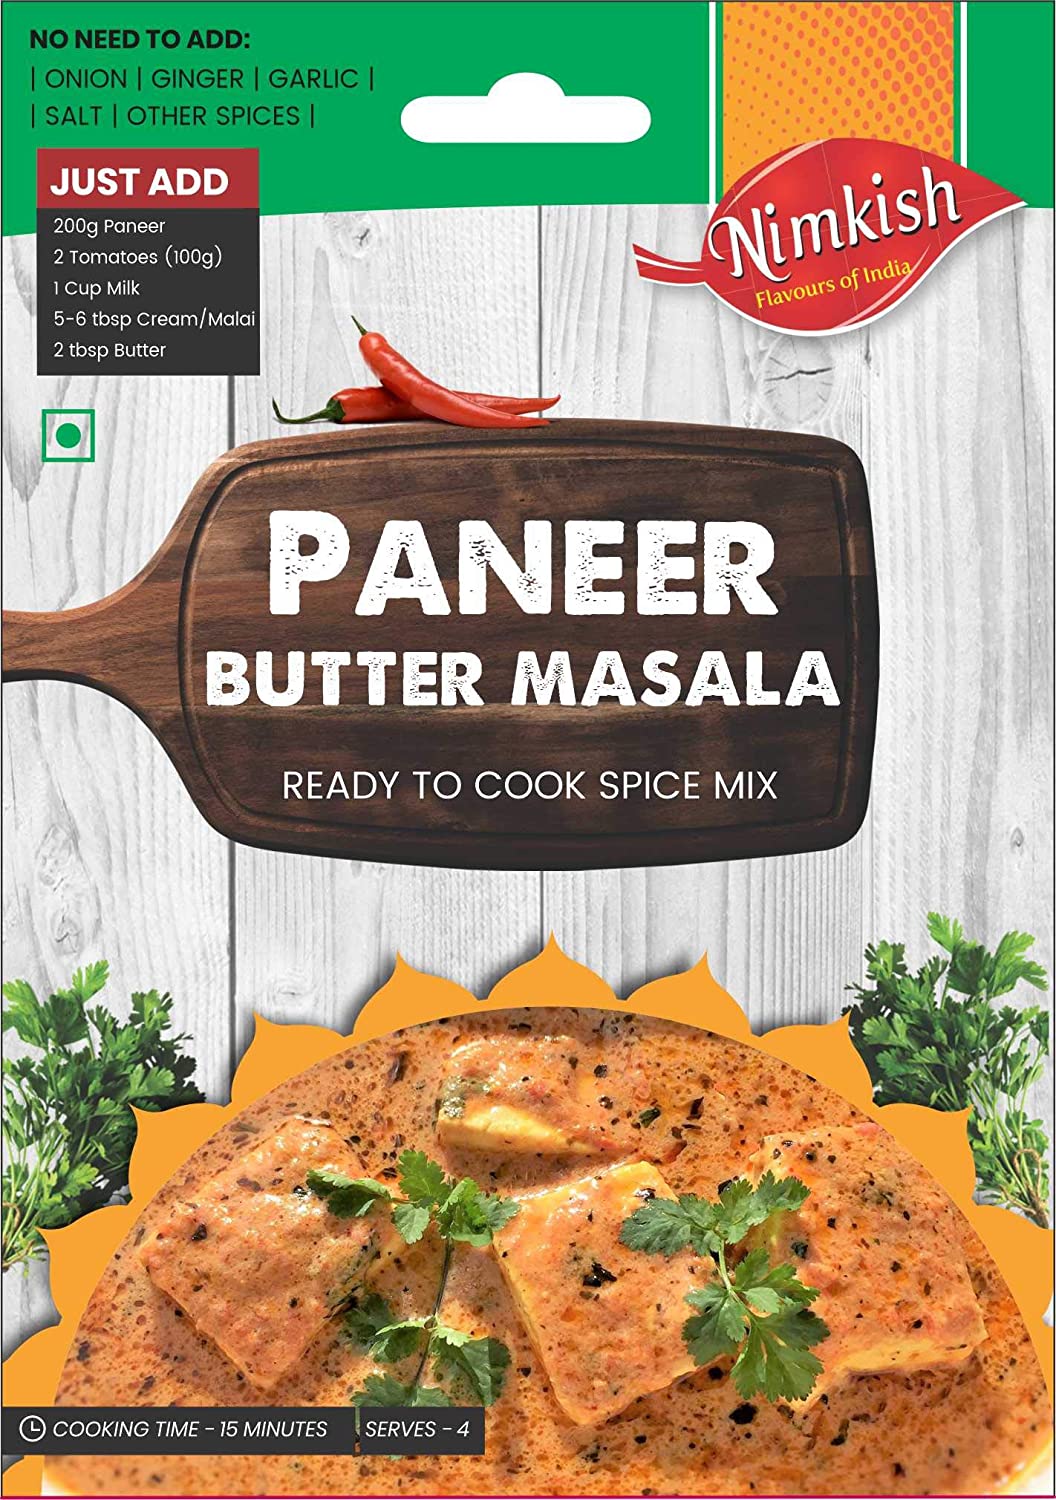 NO NEED TO ADD:
| ONION | GINGER | GARLIC |
| SALT | OTHER SPICES |
JUST ADD
200g Paneer
2 Tomatoes (100g)
1 Cup Milk
5-6 tbsp Cream/Malai
2 tbsp Butter
Nimkish
Flavours of India
PANEER
BUTTER MASALA
READY TO COOK SPICE MIX
COOKING TIME - 15 MINUTES
SERVES - 4